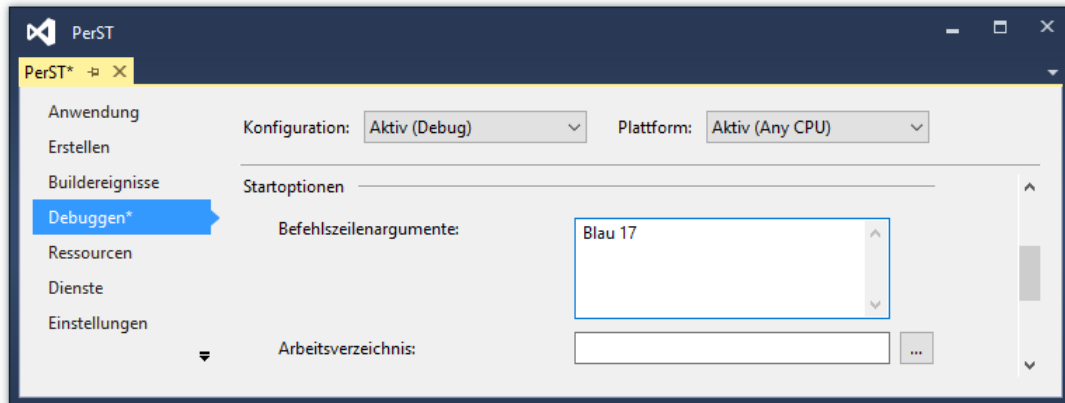 PerST
PerST*
Anwendung
Erstellen
Buildereignisse
Debuggen*
Ressourcen
Dienste
Einstellungen
Konfiguration: Aktiv (Debug) Plattform: Aktiv (Any CPU)
Startoptionen
Befehlszeilenargumente: Blau 17
Arbeitsverzeichnis: ...